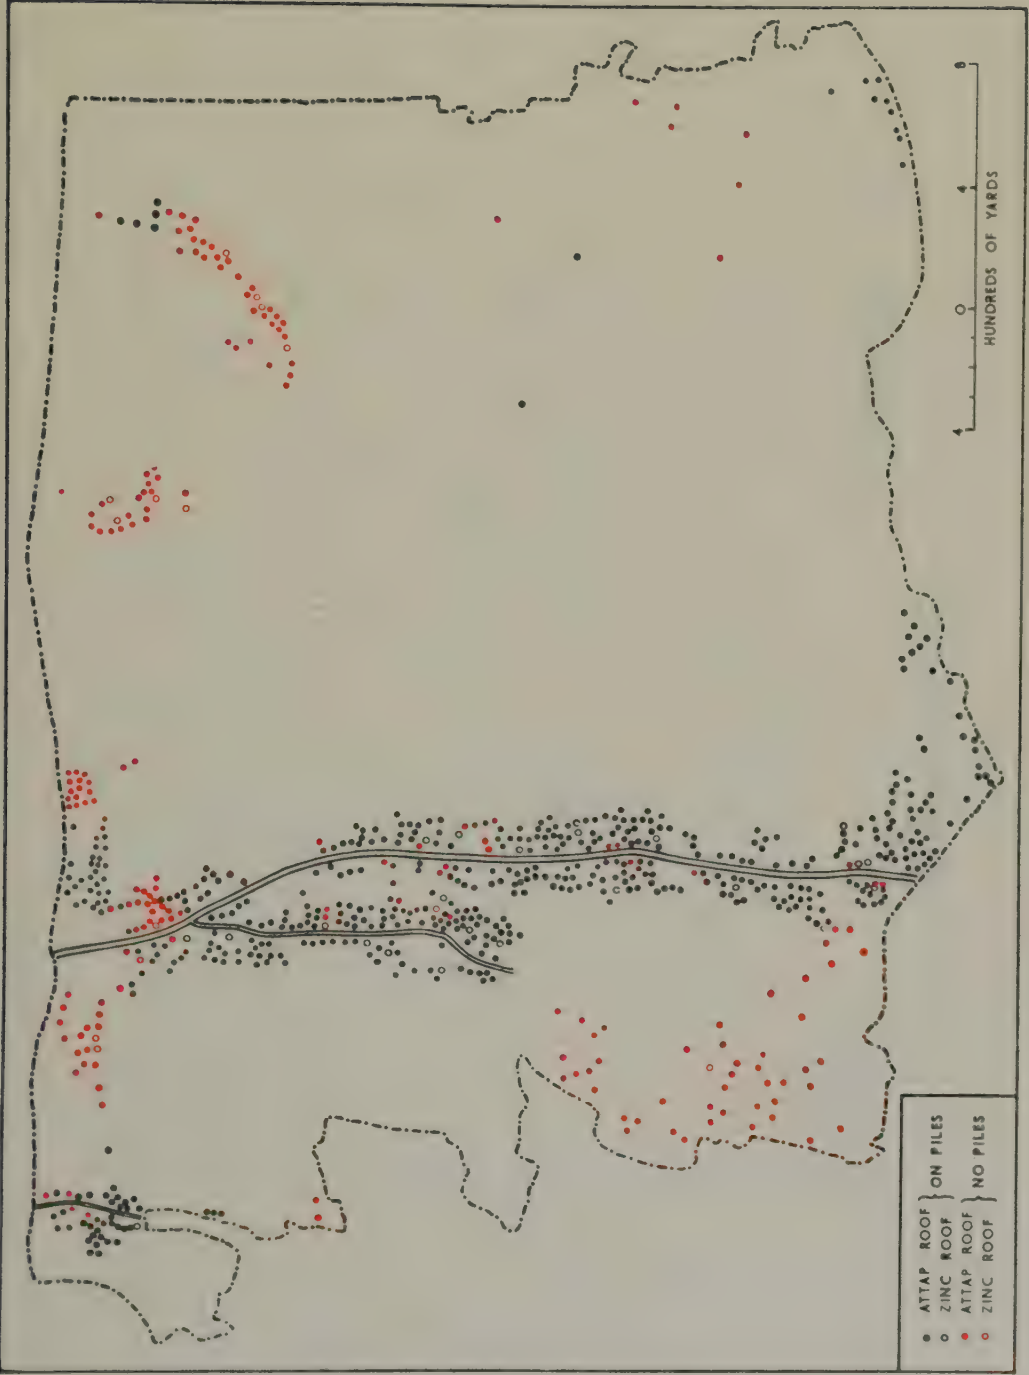 4 0 4 8
HUNDREDS OF YARDS
● ATTAP ROOF } ON PILES
○ ZINC ROOF
● ATTAP ROOF } NO PILES
○ ZINC ROOF